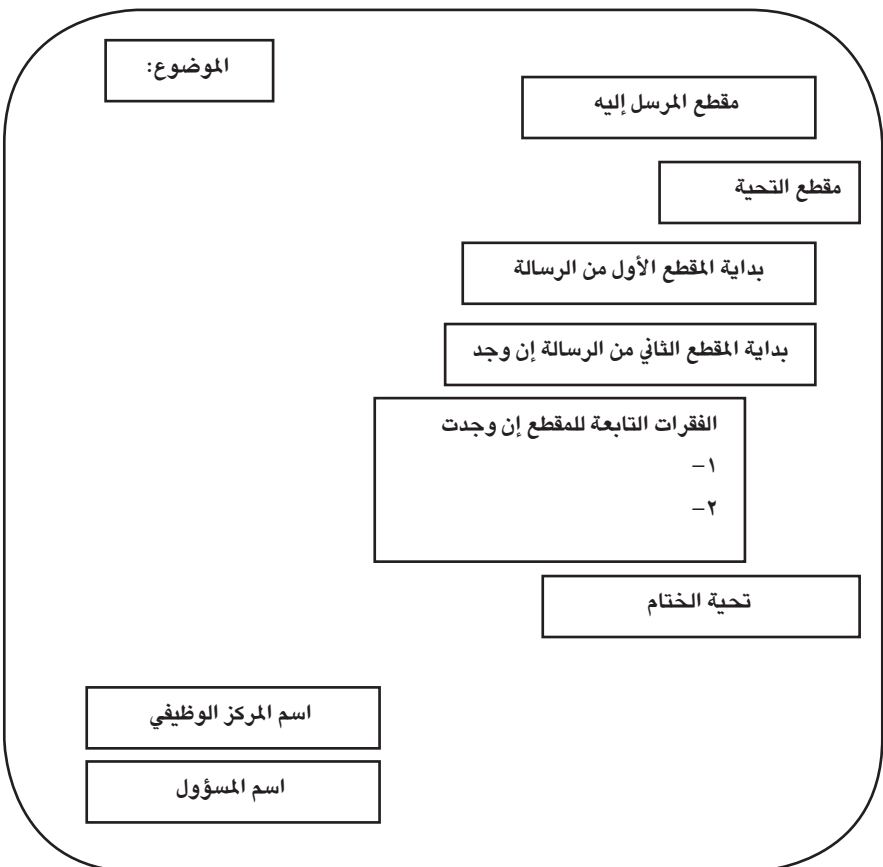 الموضوع:
مقطع المرسل إليه
مقطع التحية
بداية المقطع الأول من الرسالة
بداية المقطع الثاني من الرسالة إن وجد
الفقرات التابعة للمقطع إن وجدت
١–
٢–
تحية الختام
اسم المركز الوظيفي
اسم المسؤول